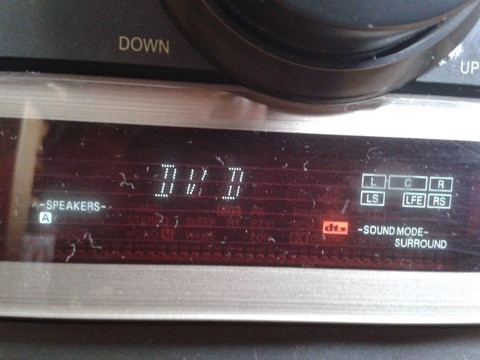 DOWN
UP
DVD
L C R
LS LFE RS
-SPEAKERS-
A
dts
-SOUND MODE-
SURROUND